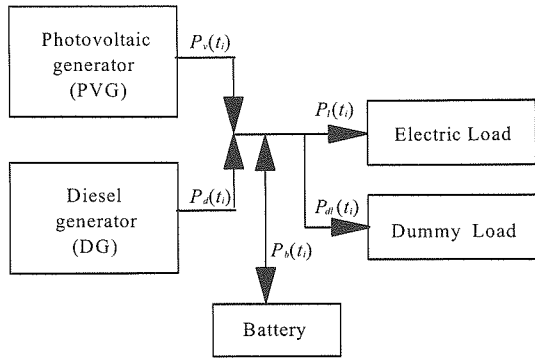 Photovoltaic
generator
(PVG)
P_v(t_i)
P_l(t_i)
Electric Load
Diesel
generator
(DG)
P_d(t_i)
P_dl(t_i)
Dummy Load
P_b(t_i)
Battery